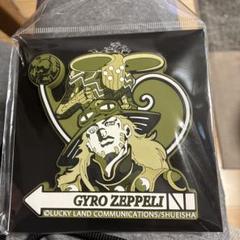 GYRO ZEPPELI
©LUCKY LAND COMMUNICATIONS/SHUEISHA